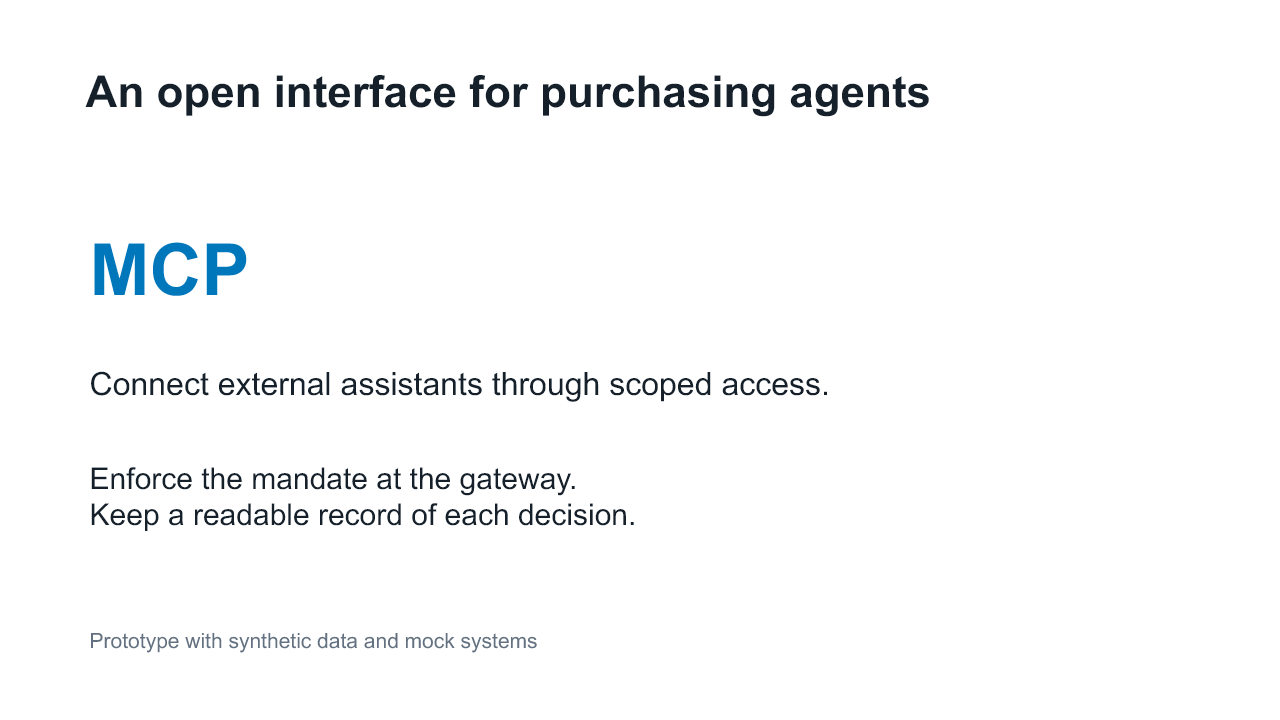 An open interface for purchasing agents
MCP
Connect external assistants through scoped access.
Enforce the mandate at the gateway.
Keep a readable record of each decision.
Prototype with synthetic data and mock systems